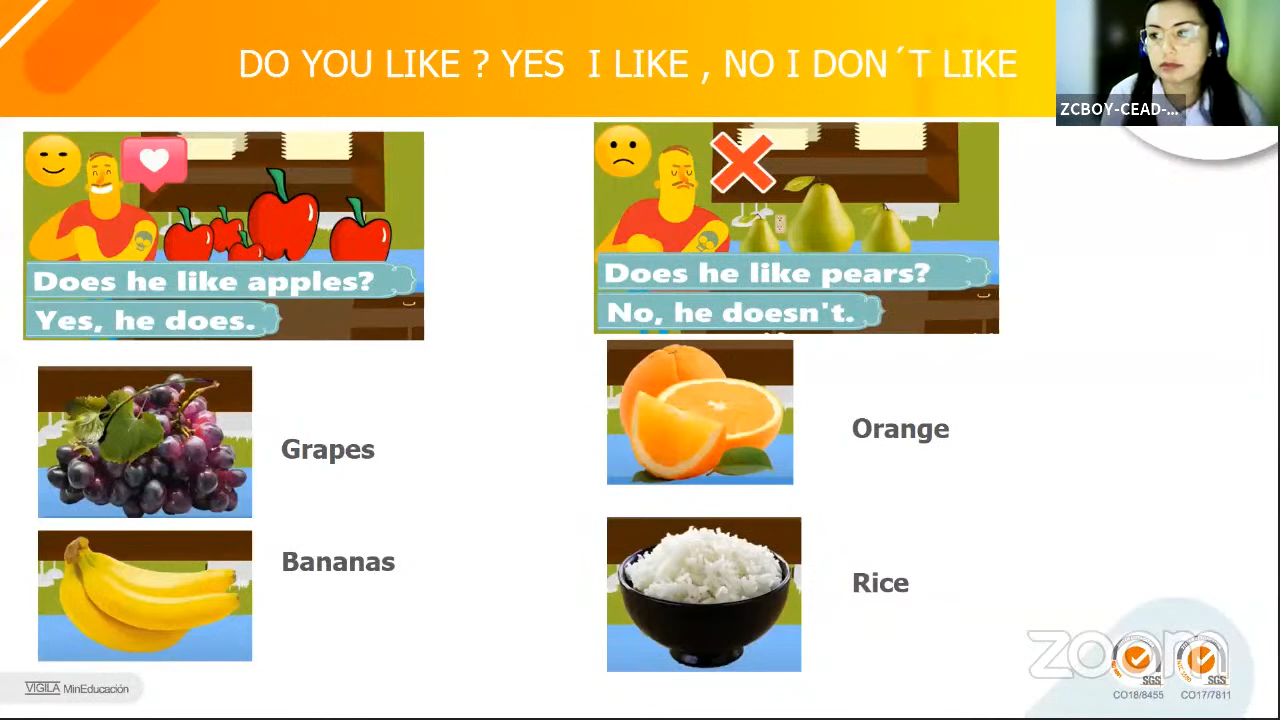 DO YOU LIKE ? YES I LIKE , NO I DON´T LIKE
ZCBOY-CEAD-...
Does he like apples?
Yes, he does.
Does he like pears?
No, he doesn't.
Grapes
Orange
Bananas
Rice
zoom
SGS
SGS
CO18/8455
CO17/7811
VIGILA MinEducación